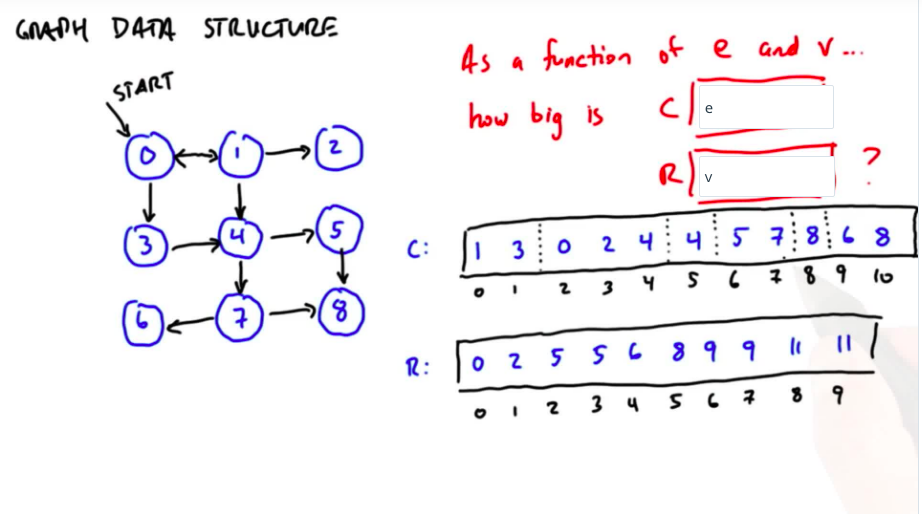 GRAPH DATA STRUCTURE
START
0 1 2
3 4 5
6 7 8
As a function of e and v...
how big is C e
R v ?
C: 1 3 0 2 4 4 5 7 8 6 8
0 1 2 3 4 5 6 7 8 9 10
R: 0 2 5 5 6 8 9 9 11 11
0 1 2 3 4 5 6 7 8 9